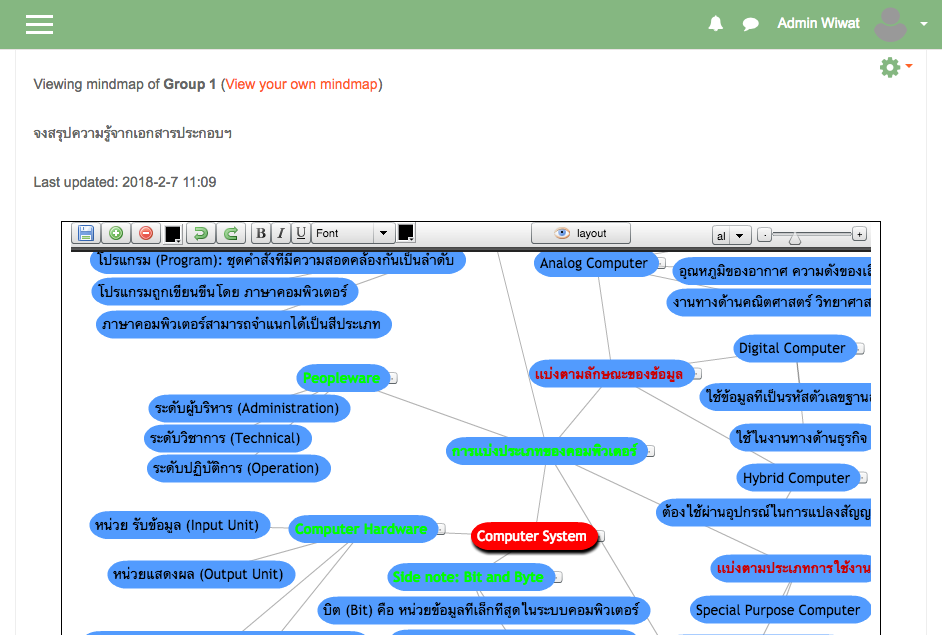 Admin Wiwat
Viewing mindmap of Group 1 (View your own mindmap)
จงสรุปความรู้จากเอกสารประกอบฯ
Last updated: 2018-2-7 11:09
B I U Font layout al
โปรแกรม (Program): ชุดคำสั่งที่มีความสอดคล้องกันเป็นลำดับ
Analog Computer
อุณหภูมิของอากาศ ความดังของเสี
โปรแกรมถูกเขียนขึ้นโดย ภาษาคอมพิวเตอร์
งานทางด้านคณิตศาสตร์ วิทยาศาส
ภาษาคอมพิวเตอร์สามารถจำแนกได้เป็นสี่ประเภท
Digital Computer
Peopleware
แบ่งตามลักษณะของข้อมูล
ใช้ข้อมูลที่เป็นรหัสตัวเลขฐาน
ระดับผู้บริหาร (Administration)
ระดับวิชาการ (Technical)
ใช้ในงานทางด้านธุรกิจ
การแบ่งประเภทของคอมพิวเตอร์
ระดับปฏิบัติการ (Operation)
Hybrid Computer
ต้องใช้ผ่านอุปกรณ์ในการแปลงสัญญ
หน่วย รับข้อมูล (Input Unit)
Computer Hardware
Computer System
หน่วยแสดงผล (Output Unit)
Side note: Bit and Byte
แบ่งตามประเภทการใช้งาน
บิต (Bit) คือ หน่วยข้อมูลที่เล็กที่สุดในระบบคอมพิวเตอร์
Special Purpose Computer